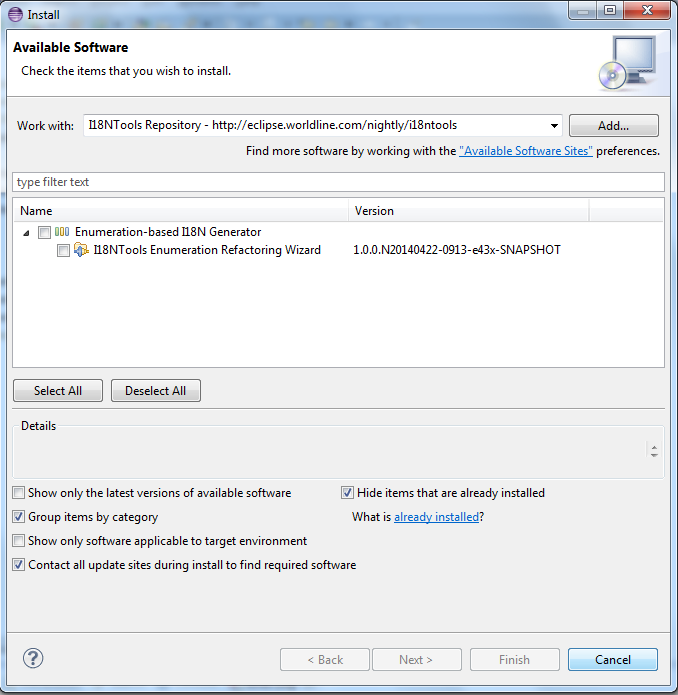 Install
Available Software
Check the items that you wish to install.
Work with: I18NTools Repository - http://eclipse.worldline.com/nightly/i18ntools Add...
Find more software by working with the "Available Software Sites" preferences.
type filter text
Name Version
Enumeration-based I18N Generator
I18NTools Enumeration Refactoring Wizard 1.0.0.N20140422-0913-e43x-SNAPSHOT
Select All Deselect All
Details
Show only the latest versions of available software Hide items that are already installed
Group items by category What is already installed?
Show only software applicable to target environment
Contact all update sites during install to find required software
? < Back Next > Finish Cancel